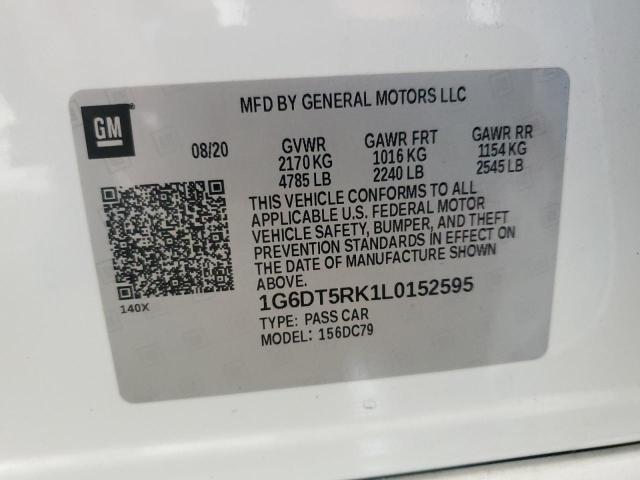 GM
MFD BY GENERAL MOTORS LLC
08/20 GVWR GAWR FRT GAWR RR
2170 KG 1016 KG 1154 KG
4785 LB 2240 LB 2545 LB
THIS VEHICLE CONFORMS TO ALL
APPLICABLE U.S. FEDERAL MOTOR
VEHICLE SAFETY, BUMPER, AND THEFT
PREVENTION STANDARDS IN EFFECT ON
THE DATE OF MANUFACTURE SHOWN
ABOVE.
1G6DT5RK1L0152595
TYPE: PASS CAR
MODEL: 156DC79
140X